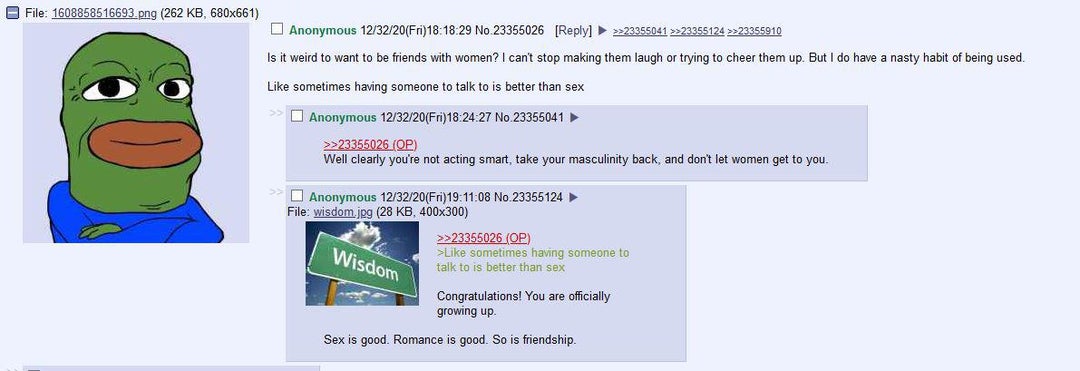 File: 1608858516693.png (262 KB, 680x661)
Anonymous 12/32/20(Fri)18:18:29 No.23355026 [Reply] ▶ >>23355041 >>23355124 >>23355910
Is it weird to want to be friends with women? I can't stop making them laugh or trying to cheer them up. But I do have a nasty habit of being used.
Like sometimes having someone to talk to is better than sex
>> Anonymous 12/32/20(Fri)18:24:27 No.23355041 ▶
>>23355026 (OP)
Well clearly you're not acting smart, take your masculinity back, and don't let women get to you.
>> Anonymous 12/32/20(Fri)19:11:08 No.23355124 ▶
File: wisdom.jpg (28 KB, 400x300)
Wisdom
>>23355026 (OP)
>Like sometimes having someone to
talk to is better than sex
Congratulations! You are officially
growing up.
Sex is good. Romance is good. So is friendship.